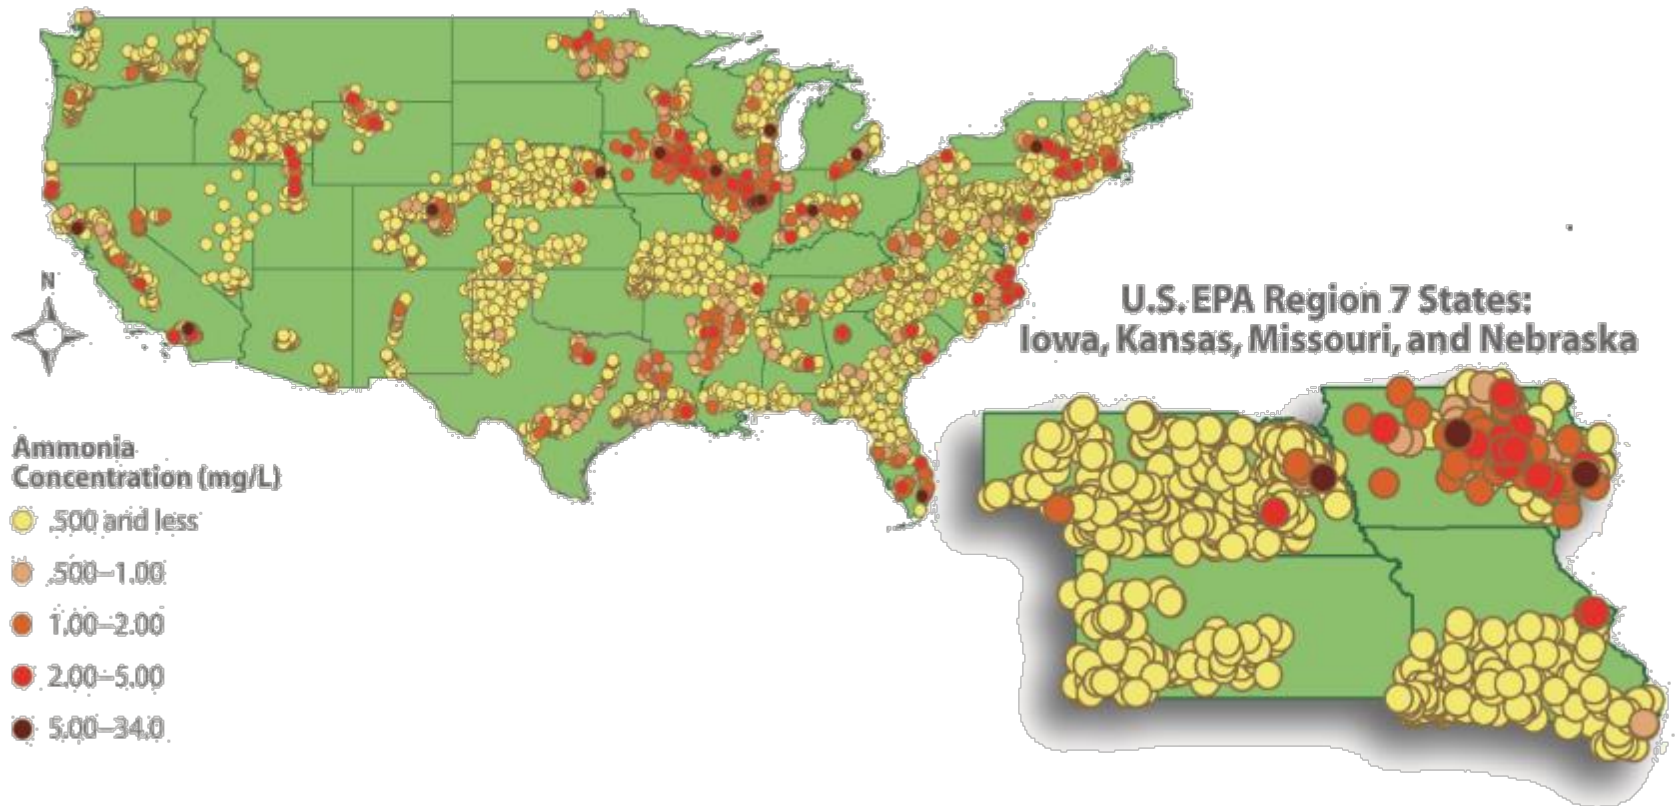 N
U.S. EPA Region 7 States:
Iowa, Kansas, Missouri, and Nebraska
Ammonia
Concentration (mg/L)
.500 and less
.500–1.00
1.00–2.00
2.00–5.00
5.00–34.0